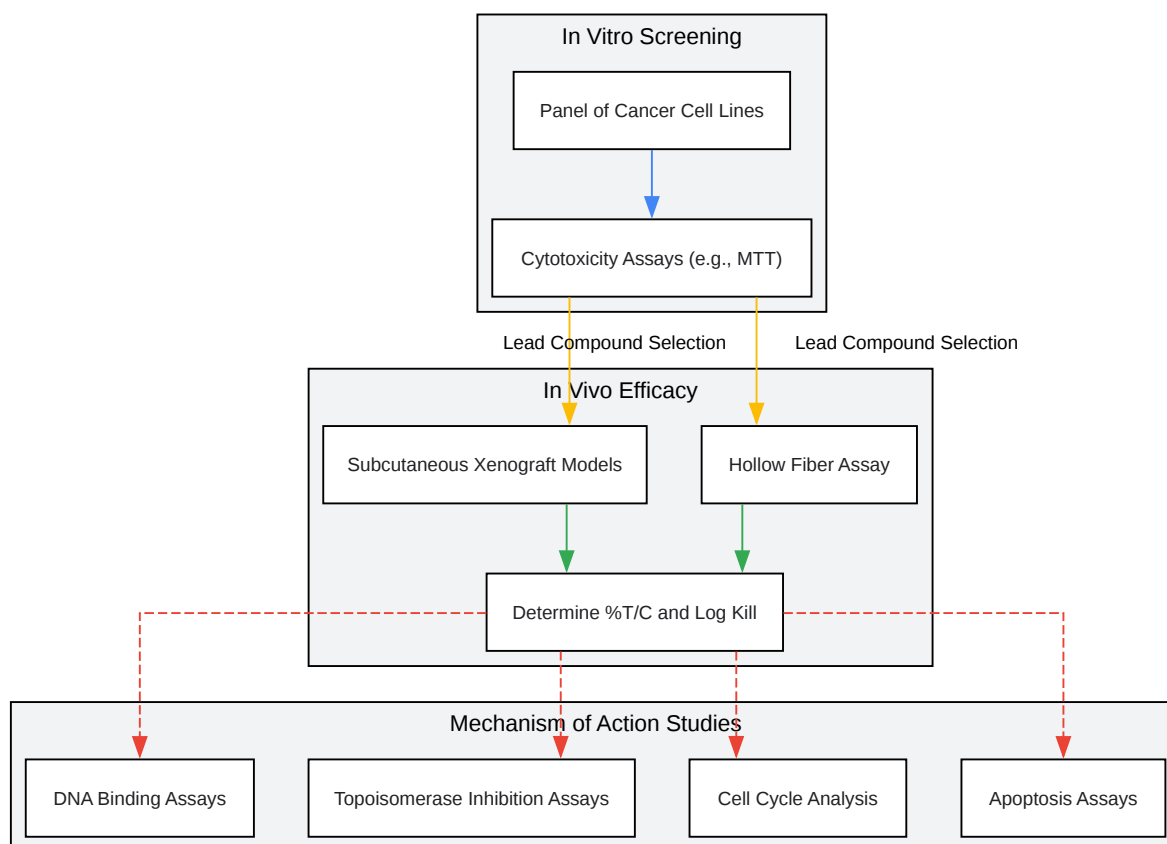 In Vitro Screening
Panel of Cancer Cell Lines
Cytotoxicity Assays (e.g., MTT)
Lead Compound Selection
Lead Compound Selection
In Vivo Efficacy
Subcutaneous Xenograft Models
Hollow Fiber Assay
Determine %T/C and Log Kill
Mechanism of Action Studies
DNA Binding Assays
Topoisomerase Inhibition Assays
Cell Cycle Analysis
Apoptosis Assays